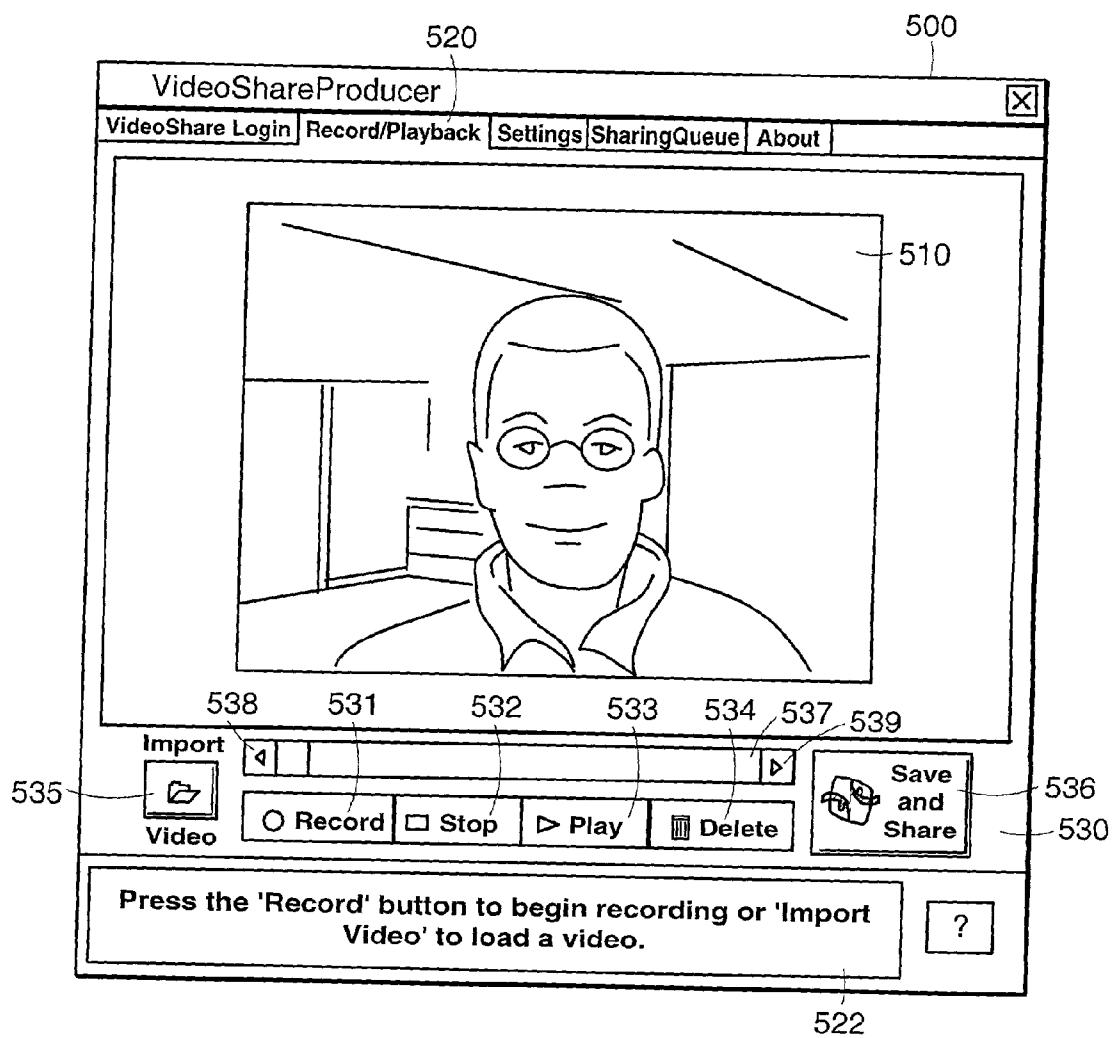 520
500
VideoShareProducer
VideoShare Login Record/Playback Settings SharingQueue About
510
538 531 532 533 534 537 539
Import
535
Video
Record Stop Play Delete
Save
and
Share
536
530
Press the 'Record' button to begin recording or 'Import
Video' to load a video.
?
522